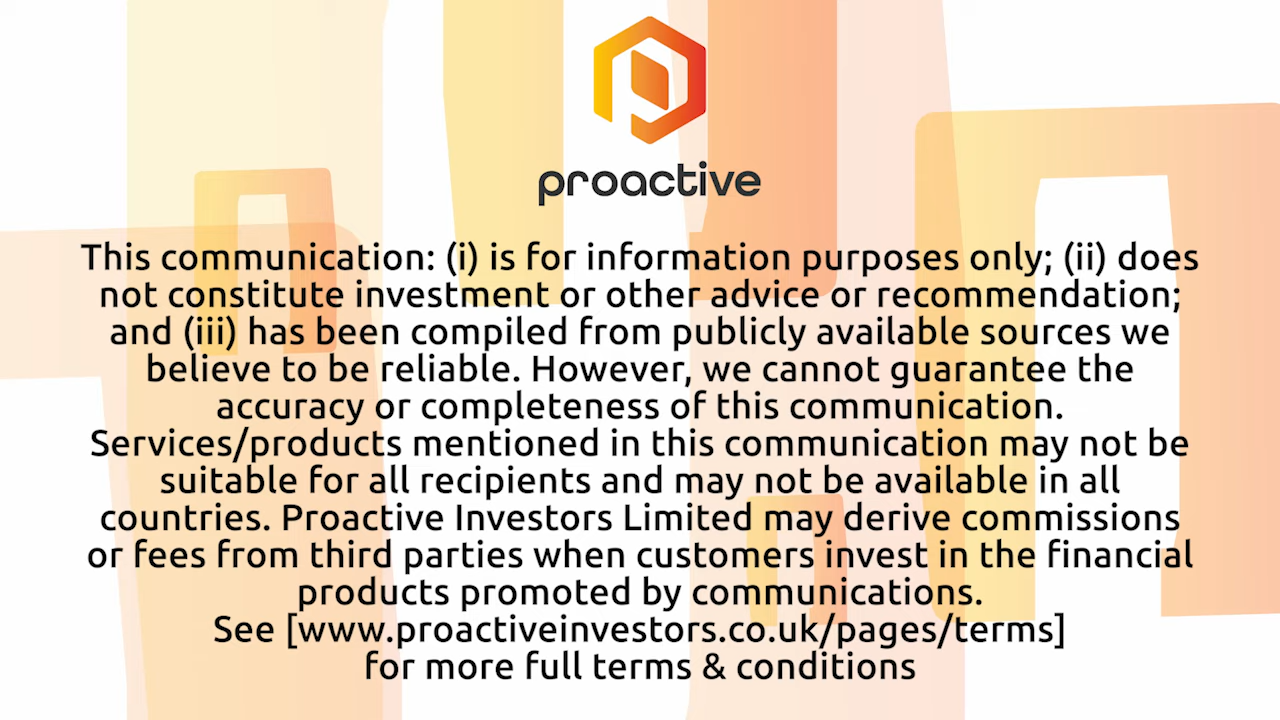 proactive
This communication: (i) is for information purposes only; (ii) does
not constitute investment or other advice or recommendation;
and (iii) has been compiled from publicly available sources we
believe to be reliable. However, we cannot guarantee the
accuracy or completeness of this communication.
Services/products mentioned in this communication may not be
suitable for all recipients and may not be available in all
countries. Proactive Investors Limited may derive commissions
or fees from third parties when customers invest in the financial
products promoted by communications.
See [www.proactiveinvestors.co.uk/pages/terms]
for more full terms & conditions